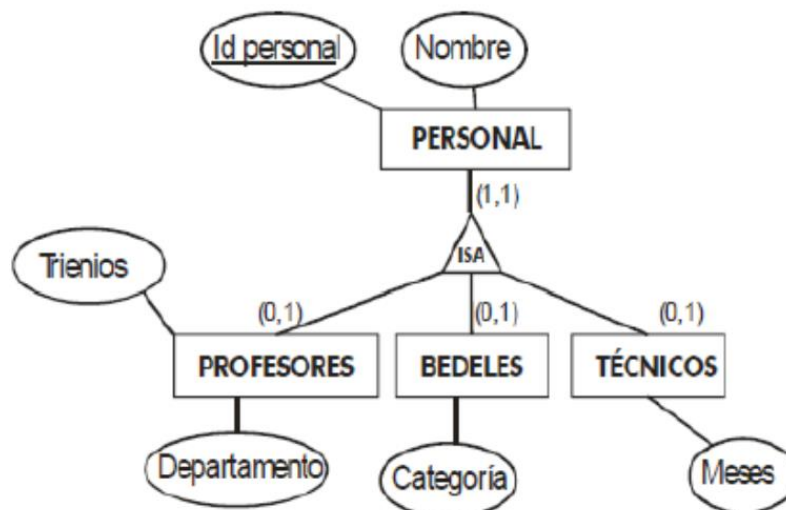 Id personal
Nombre
PERSONAL
(1,1)
ISA
Trienios
(0,1)
(0,1)
(0,1)
PROFESORES
BEDELES
TÉCNICOS
Departamento
Categoría
Meses